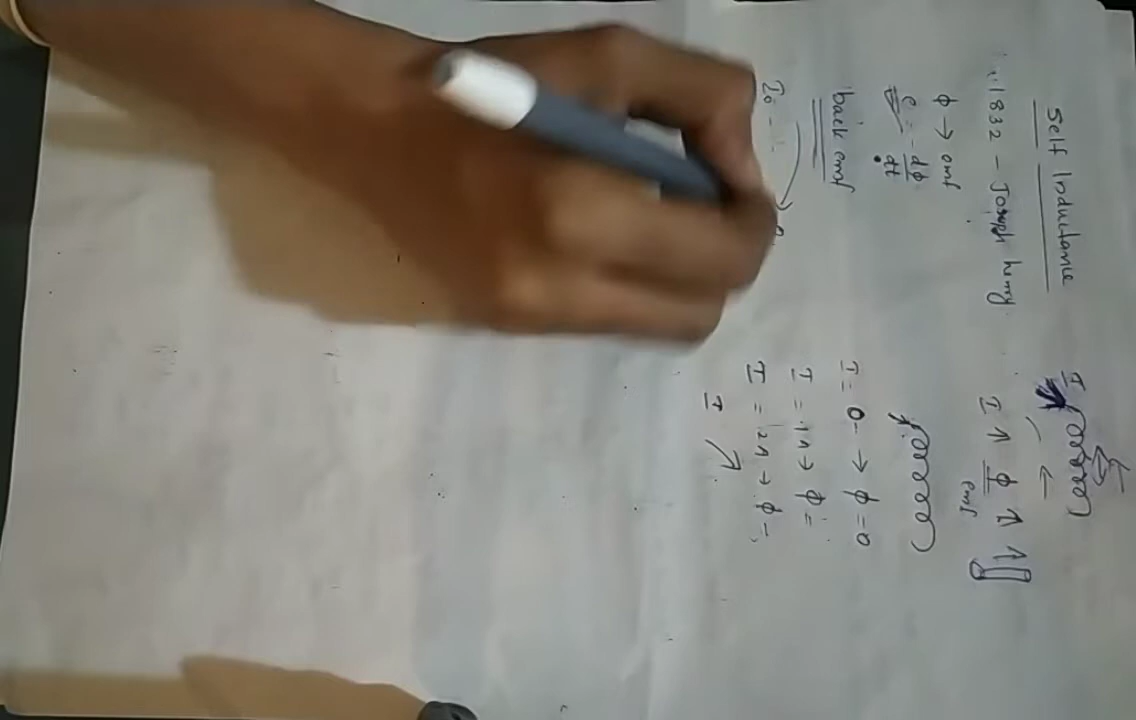 Self Inductance
1832 - Joseph henry.
ϕ → emf
e = - dϕ/dt
back emf
I
I ↑ ϕ ↑ ↑
emf
I = 0 → ϕ = 0
I = 1A → ϕ =
I = 2A → ϕ =
I ↗